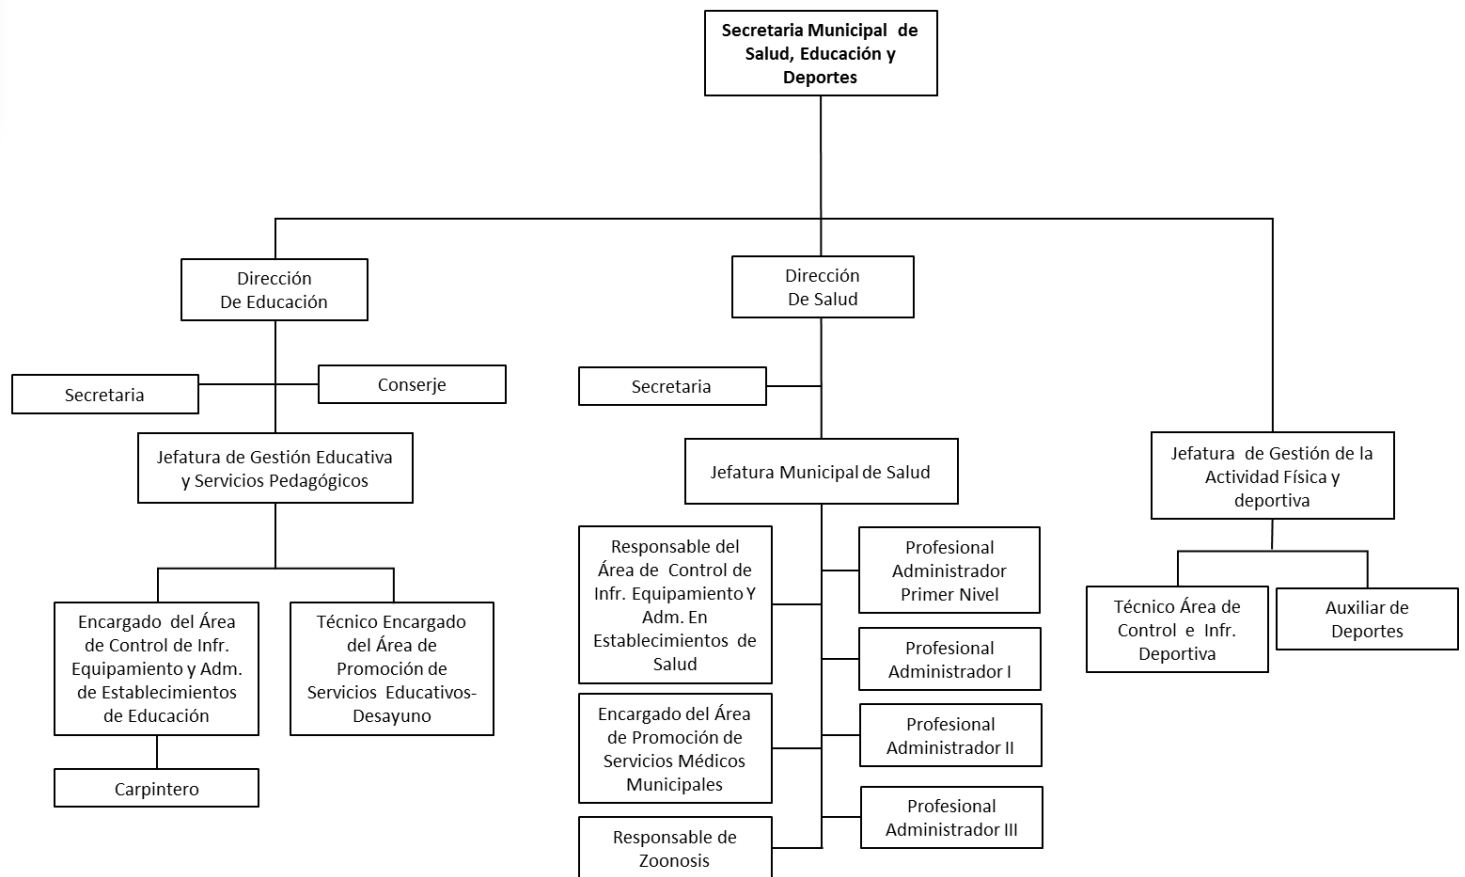 Secretaria Municipal de
Salud, Educación y
Deportes
Dirección
De Educación
Dirección
De Salud
Secretaria
Conserje
Secretaria
Jefatura de Gestión Educativa
y Servicios Pedagógicos
Jefatura Municipal de Salud
Jefatura de Gestión de la
Actividad Física y
deportiva
Encargado del Área
de Control de Infr.
Equipamiento y Adm.
de Establecimientos
de Educación
Técnico Encargado
del Área de
Promoción de
Servicios Educativos-
Desayuno
Carpintero
Responsable del
Área de Control de
Infr. Equipamiento Y
Adm. En
Establecimientos de
Salud
Encargado del Área
de Promoción de
Servicios Médicos
Municipales
Responsable de
Zoonosis
Profesional
Administrador
Primer Nivel
Profesional
Administrador I
Profesional
Administrador II
Profesional
Administrador III
Técnico Área de
Control e Infr.
Deportiva
Auxiliar de
Deportes